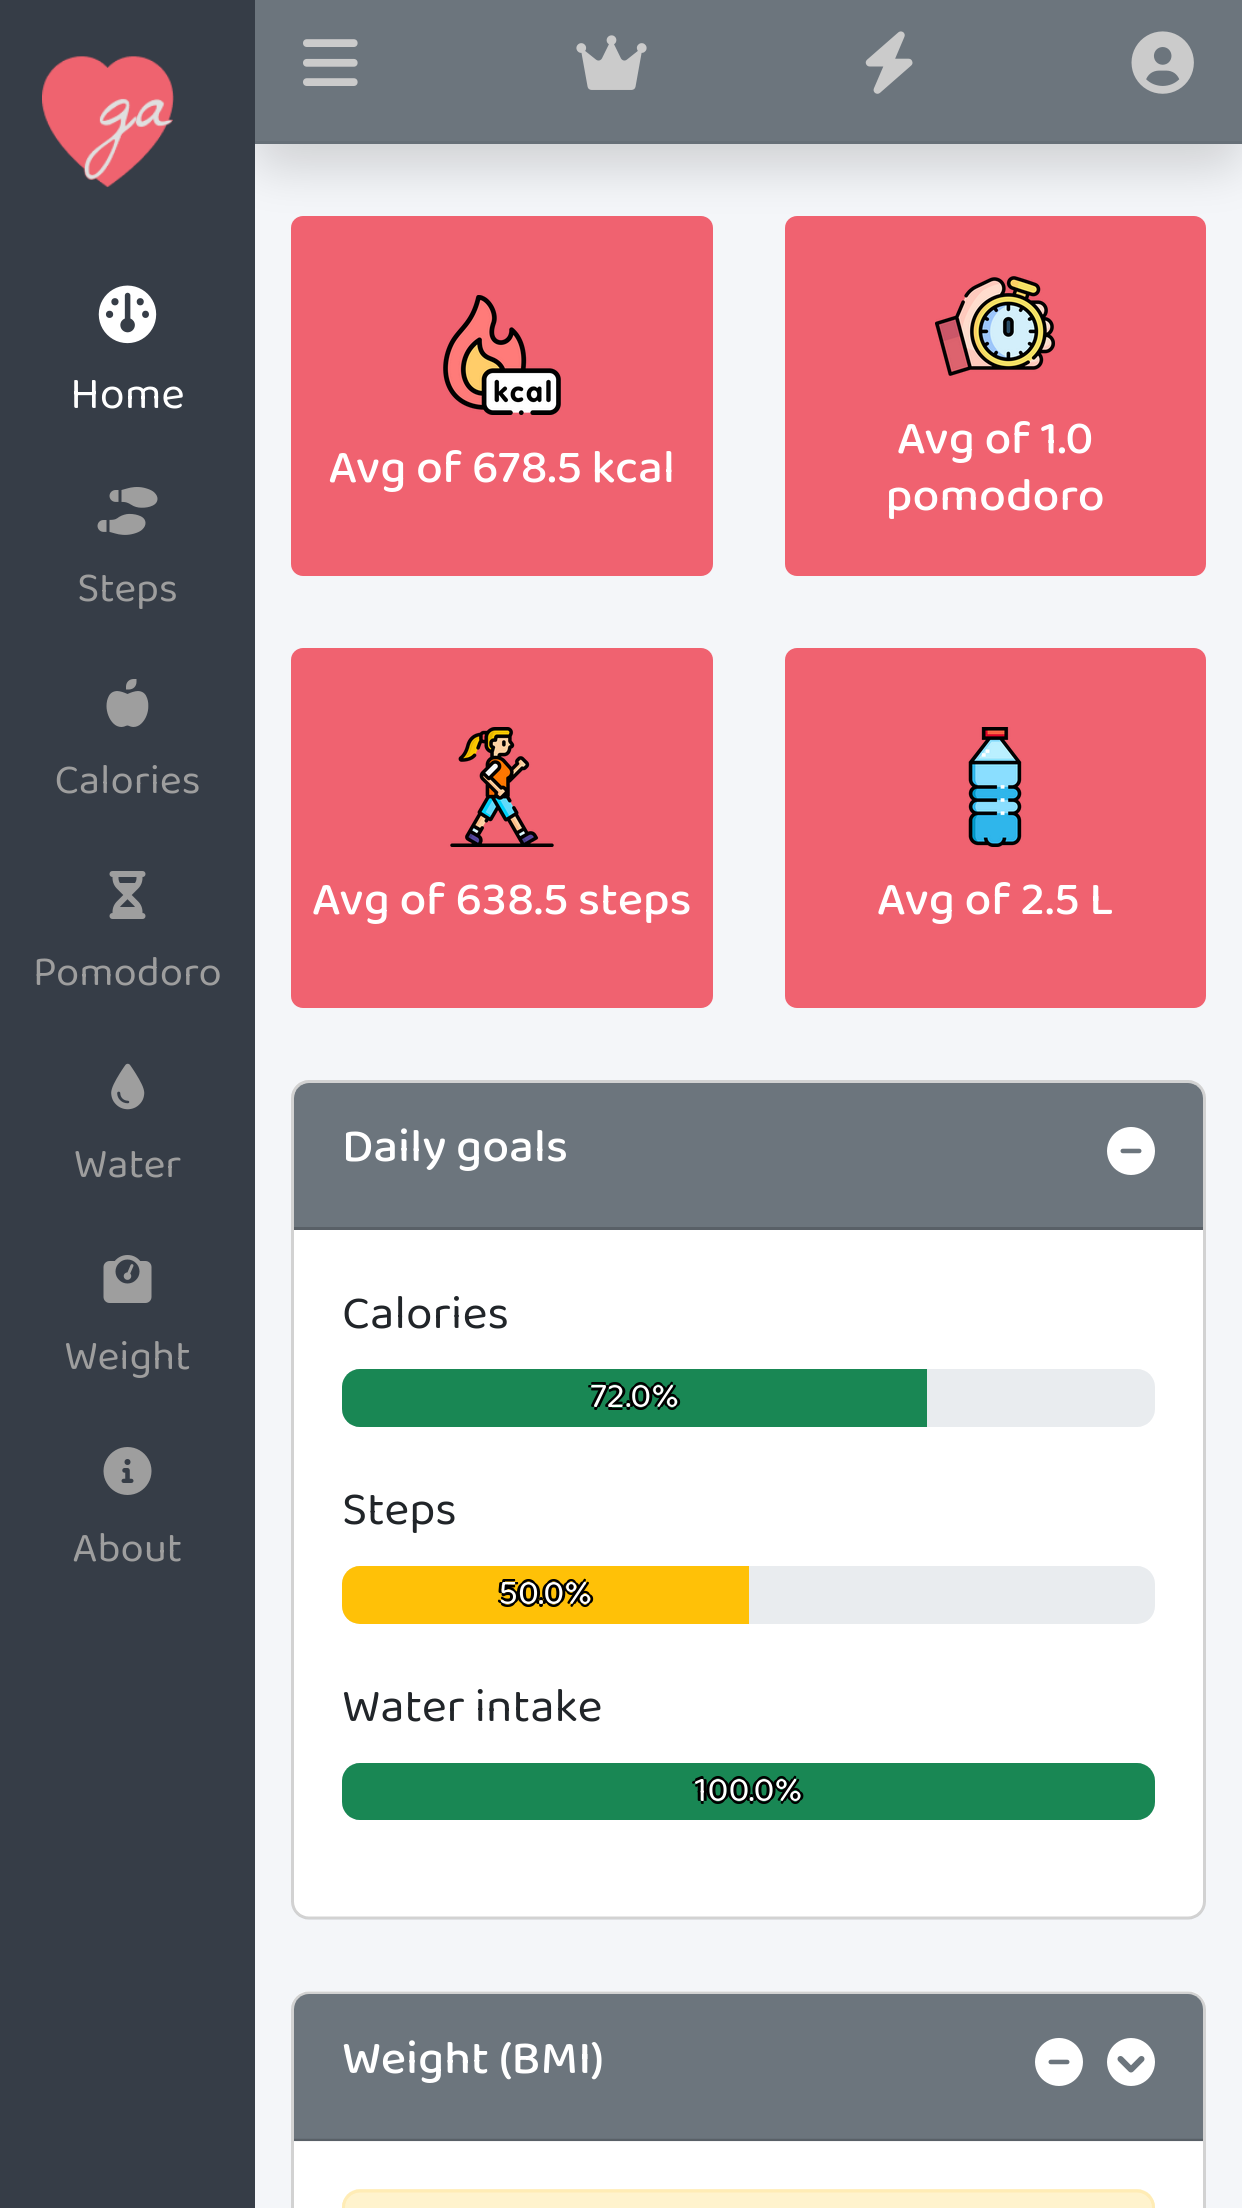 ga
Home
Steps
Calories
Pomodoro
Water
Weight
About
kcal
Avg of 678.5 kcal
Avg of 1.0
pomodoro
Avg of 638.5 steps
Avg of 2.5 L
Daily goals
Calories
72.0%
Steps
50.0%
Water intake
100.0%
Weight (BMI)